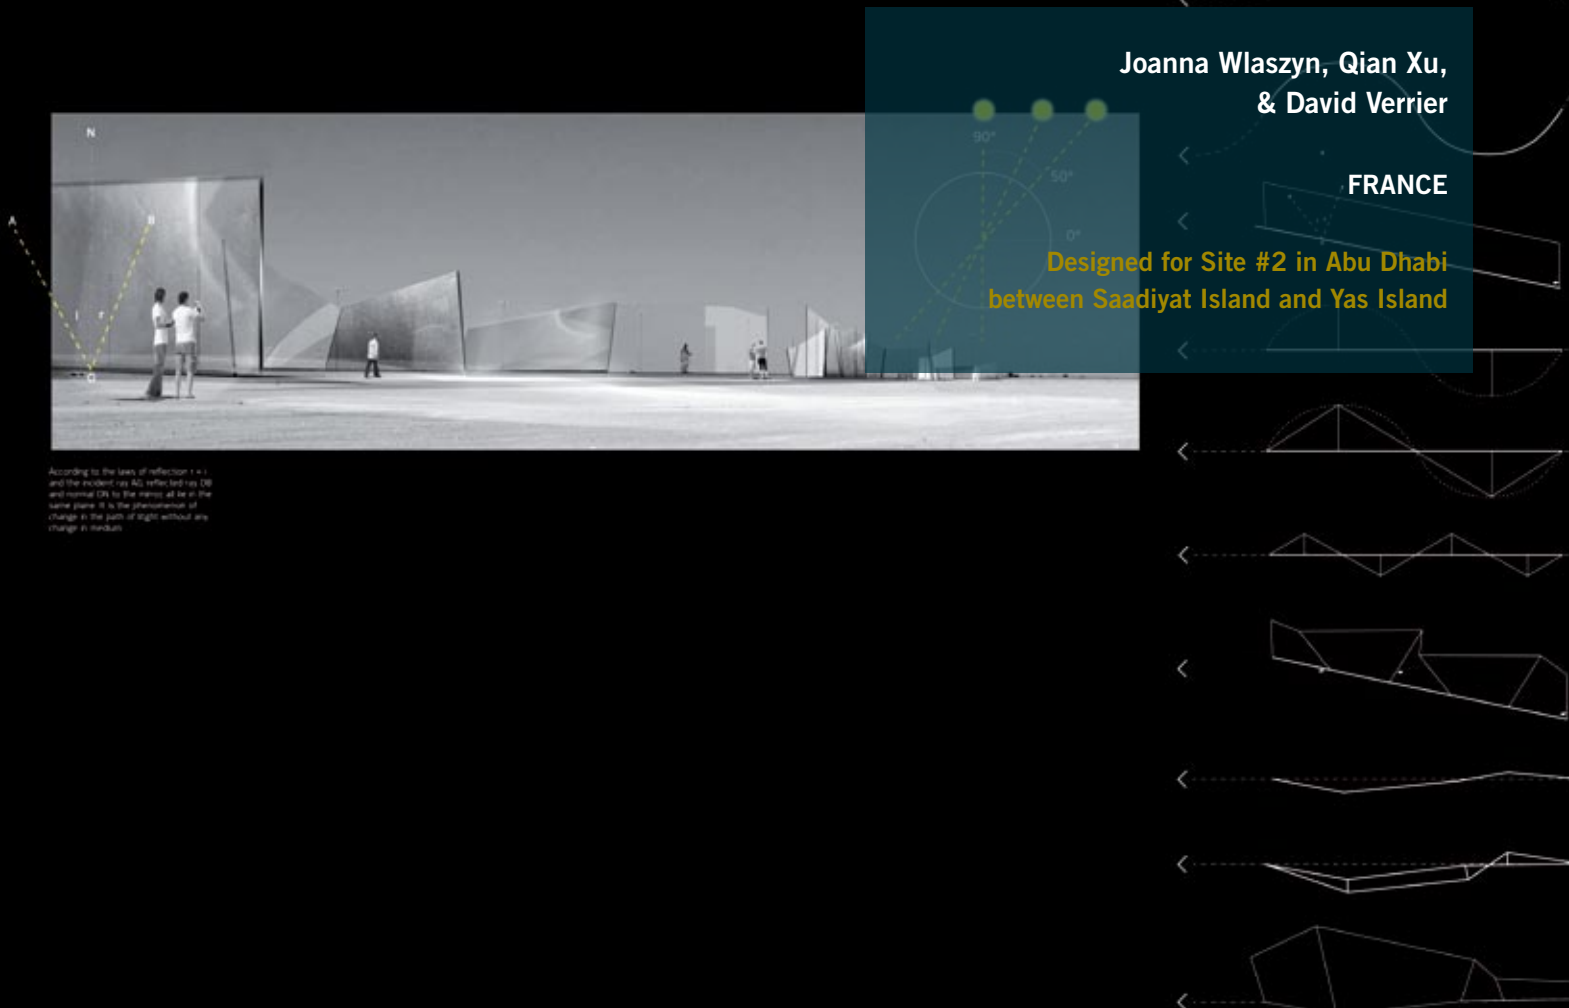 Joanna Wlaszyn, Qian Xu,
& David Verrier
FRANCE
Designed for Site #2 in Abu Dhabi
between Saadiyat Island and Yas Island
N
90°
50°
0°
A
B
i r
According to the laws of reflection r = i
and the incident ray AO, reflected ray OB
and normal ON to the mirror, all lie in the
same plane. It is the phenomenon of
change in the path of light without any
change in medium